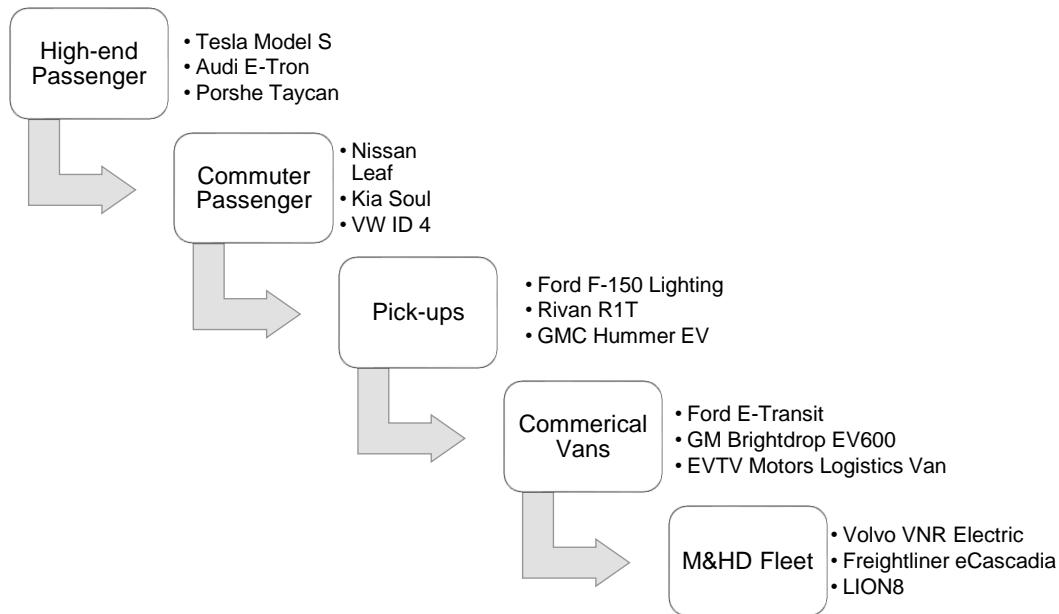 High-end
Passenger
• Tesla Model S
• Audi E-Tron
• Porshe Taycan
Commuter
Passenger
• Nissan
Leaf
• Kia Soul
• VW ID 4
Pick-ups
• Ford F-150 Lighting
• Rivan R1T
• GMC Hummer EV
Commerical
Vans
• Ford E-Transit
• GM Brightdrop EV600
• EVTV Motors Logistics Van
M&HD Fleet
• Volvo VNR Electric
• Freightliner eCascadia
• LION8